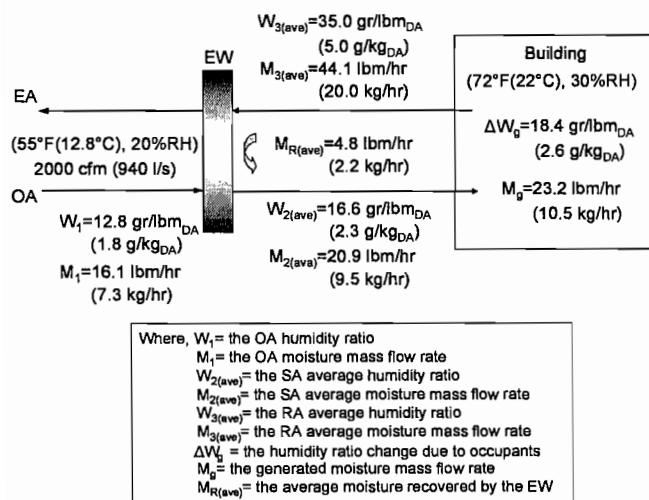 W3(ave)=35.0 gr/lbmDA
(5.0 g/kgDA)
M3(ave)=44.1 lbm/hr
(20.0 kg/hr)
EW
EA
Building
(72°F(22°C), 30%RH)
ΔWg=18.4 gr/lbmDA
(2.6 g/kgDA)
Mg=23.2 lbm/hr
(10.5 kg/hr)
(55°F(12.8°C), 20%RH)
2000 cfm (940 l/s)
MR(ave)=4.8 lbm/hr
(2.2 kg/hr)
OA
W1=12.8 gr/lbmDA
(1.8 g/kgDA)
M1=16.1 lbm/hr
(7.3 kg/hr)
W2(ave)=16.6 gr/lbmDA
(2.3 g/kgDA)
M2(ave)=20.9 lbm/hr
(9.5 kg/hr)
Where, W1= the OA humidity ratio
M1= the OA moisture mass flow rate
W2(ave)= the SA average humidity ratio
M2(ave)= the SA average moisture mass flow rate
W3(ave)= the RA average humidity ratio
M3(ave)= the RA average moisture mass flow rate
ΔWg = the humidity ratio change due to occupants
Mg= the generated moisture mass flow rate
MR(ave)= the average moisture recovered by the EW